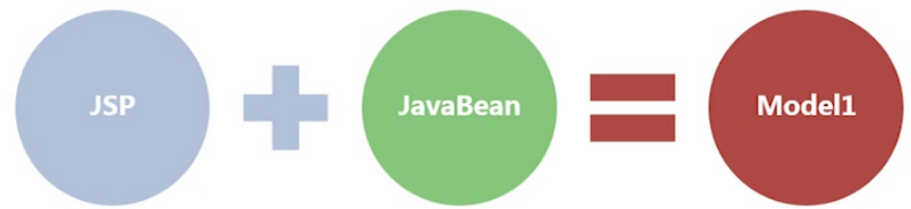 JSP + JavaBean = Model1